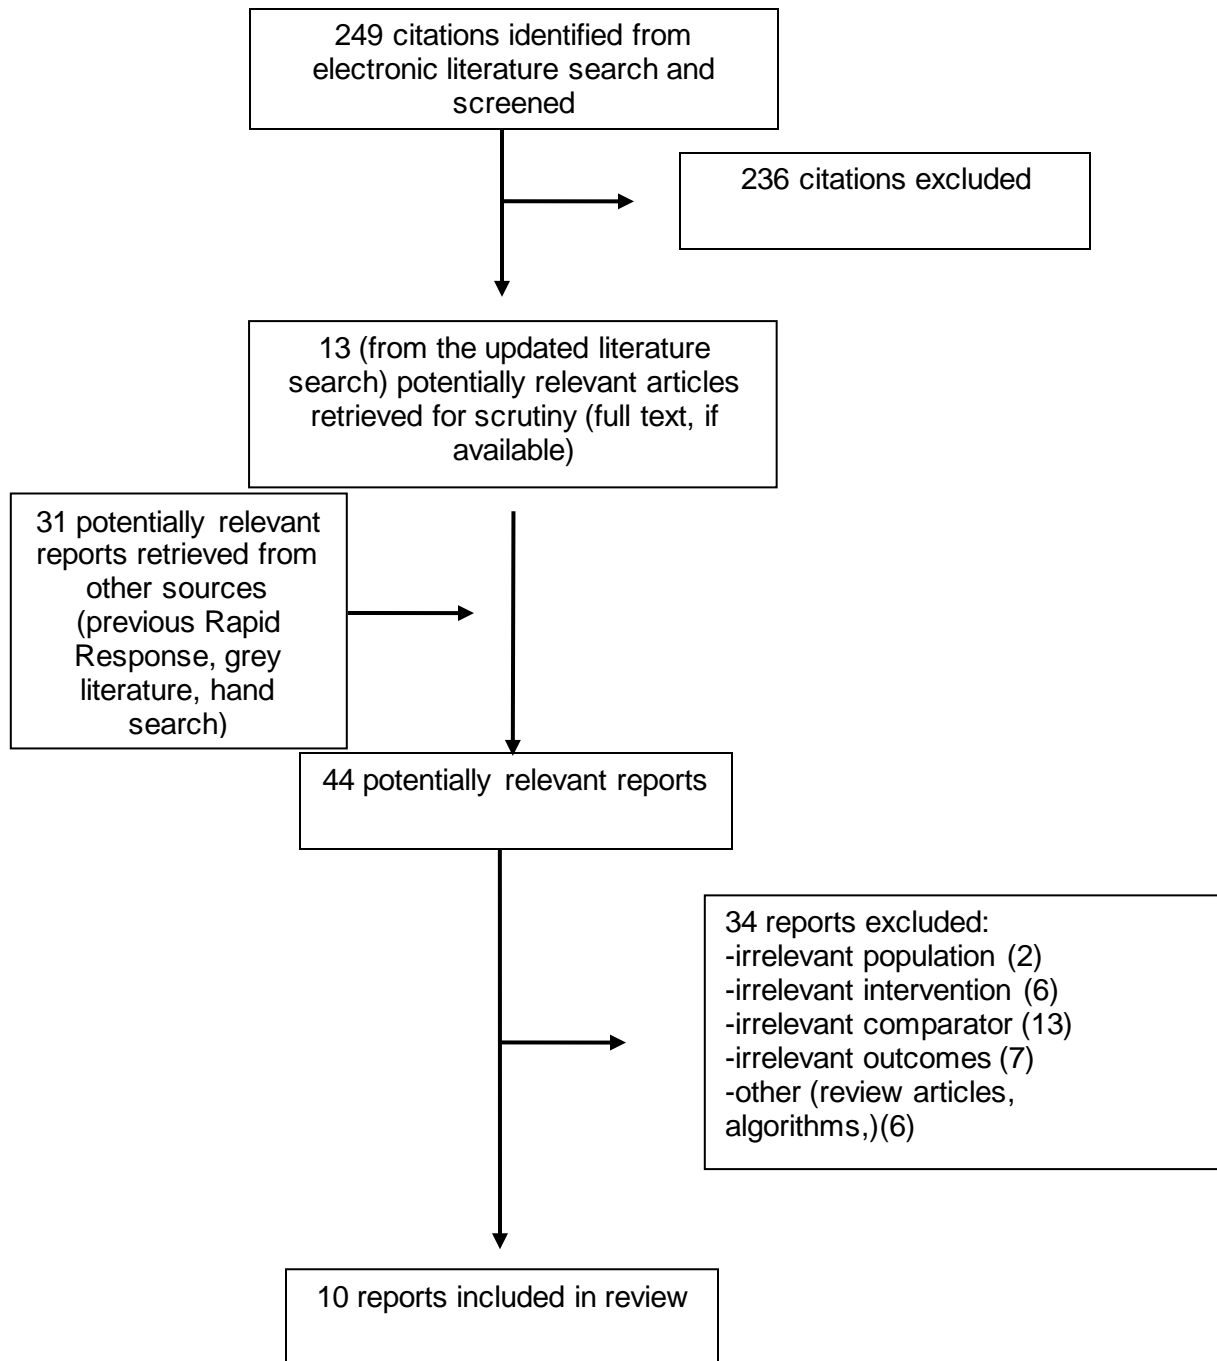 249 citations identified from
electronic literature search and
screened
236 citations excluded
13 (from the updated literature
search) potentially relevant articles
retrieved for scrutiny (full text, if
available)
31 potentially relevant
reports retrieved from
other sources
(previous Rapid
Response, grey
literature, hand
search)
44 potentially relevant reports
34 reports excluded:
-irrelevant population (2)
-irrelevant intervention (6)
-irrelevant comparator (13)
-irrelevant outcomes (7)
-other (review articles,
algorithms,)(6)
10 reports included in review